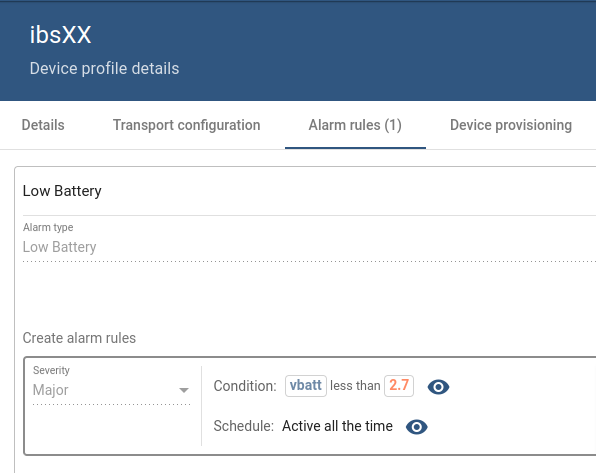 ibsXX
Device profile details
Details Transport configuration Alarm rules (1) Device provisioning
Low Battery
Alarm type
Low Battery
Create alarm rules
Severity
Major
Condition: vbatt less than 2.7
Schedule: Active all the time